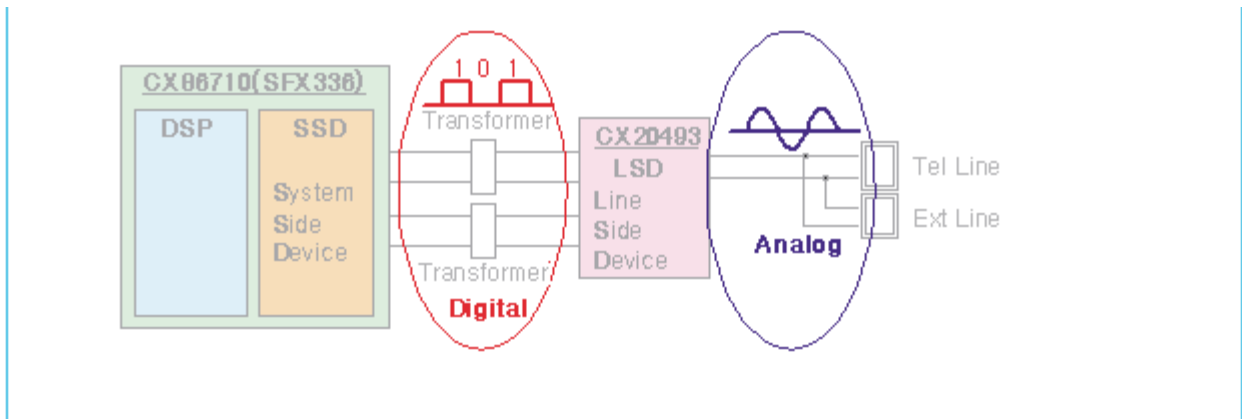 CX86710(SFX336)
DSP
SSD
System
Side
Device
1 0 1
Transformer
Transformer
Digital
CX20493
LSD
Line
Side
Device
Analog
Tel Line
Ext Line